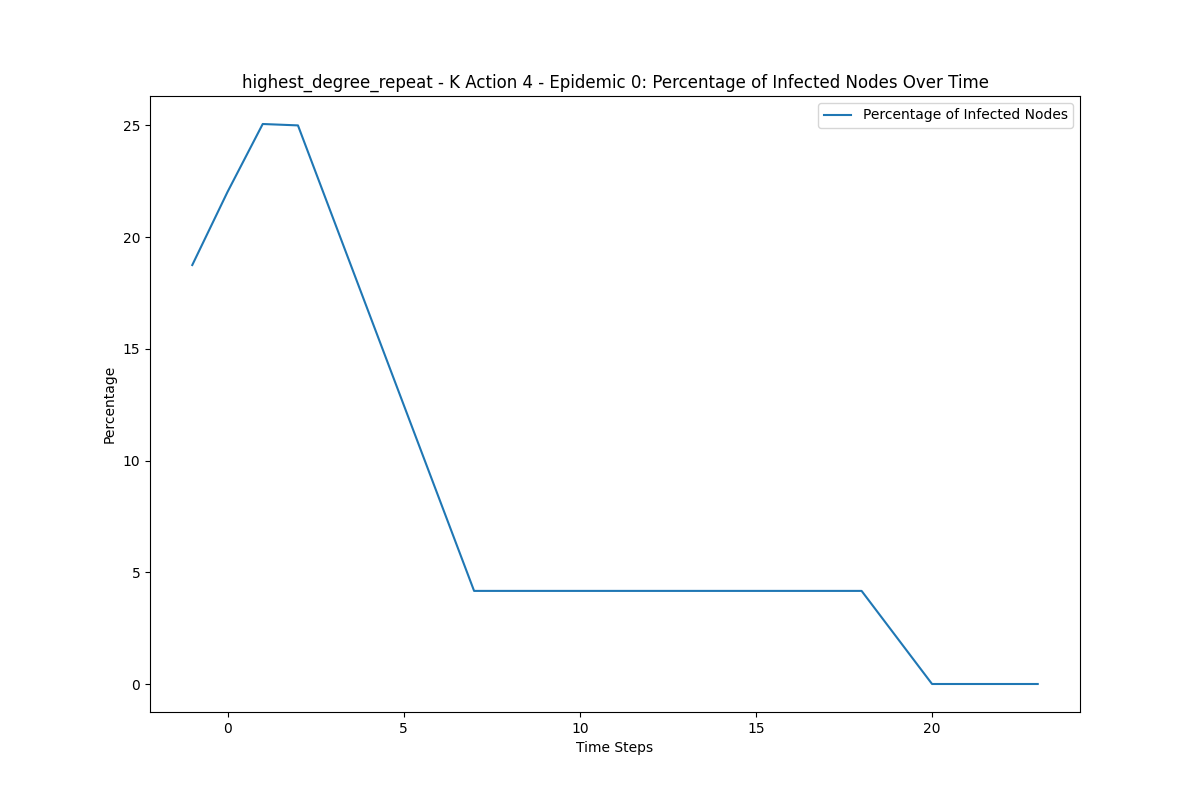 highest_degree_repeat - K Action 4 - Epidemic 0: Percentage of Infected Nodes Over Time
Percentage of Infected Nodes
25
20
15
10
5
0
Percentage
0 5 10 15 20
Time Steps